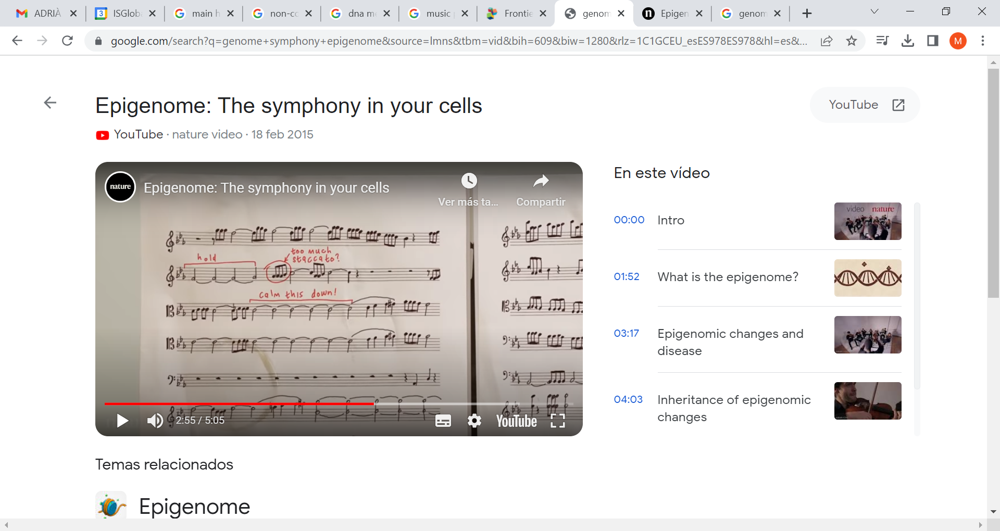 ADRIÀ
3
ISGloba
main h
non-co
dna me
music p
Frontie
genom
n
Epigen
genom
google.com/search?q=genome+symphony+epigenome&source=lmns&tbm=vid&bih=609&biw=1280&rlz=1C1GCEU_esES978ES978&hl=es&...
M
Epigenome: The symphony in your cells
YouTube
YouTube · nature video · 18 feb 2015
nature
Epigenome: The symphony in your cells
Ver más ta...
Compartir
hold
too much
staccato?
calm this down!
2:55 / 5:05
YouTube
En este vídeo
00:00
Intro
video nature
01:52
What is the epigenome?
03:17
Epigenomic changes and
disease
04:03
Inheritance of epigenomic
changes
Temas relacionados
Epigenome